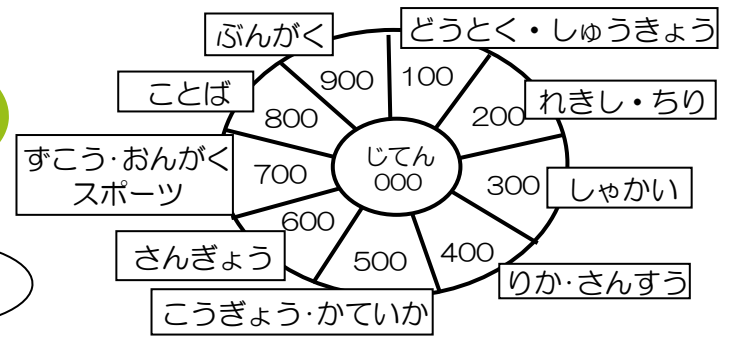 ぶんがく
どうとく・しゅうきょう
ことば
900
100
れきし・ちり
800
200
ずこう・おんがく
スポーツ
700
じてん
000
300
しゃかい
600
さんぎょう
500
400
りか・さんすう
こうぎょう・かていか